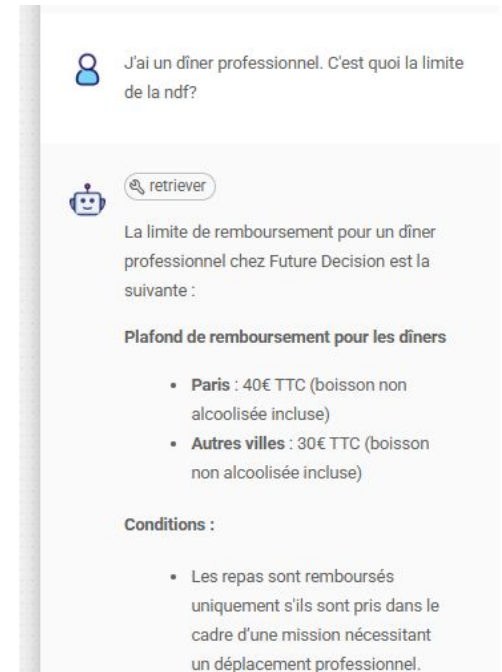 J'ai un dîner professionnel. C'est quoi la limite
de la ndf?
retriever
La limite de remboursement pour un dîner
professionnel chez Future Decision est la
suivante :
Plafond de remboursement pour les dîners
• Paris : 40€ TTC (boisson non
alcoolisée incluse)
• Autres villes : 30€ TTC (boisson
non alcoolisée incluse)
Conditions :
• Les repas sont remboursés
uniquement s'ils sont pris dans le
cadre d'une mission nécessitant
un déplacement professionnel.